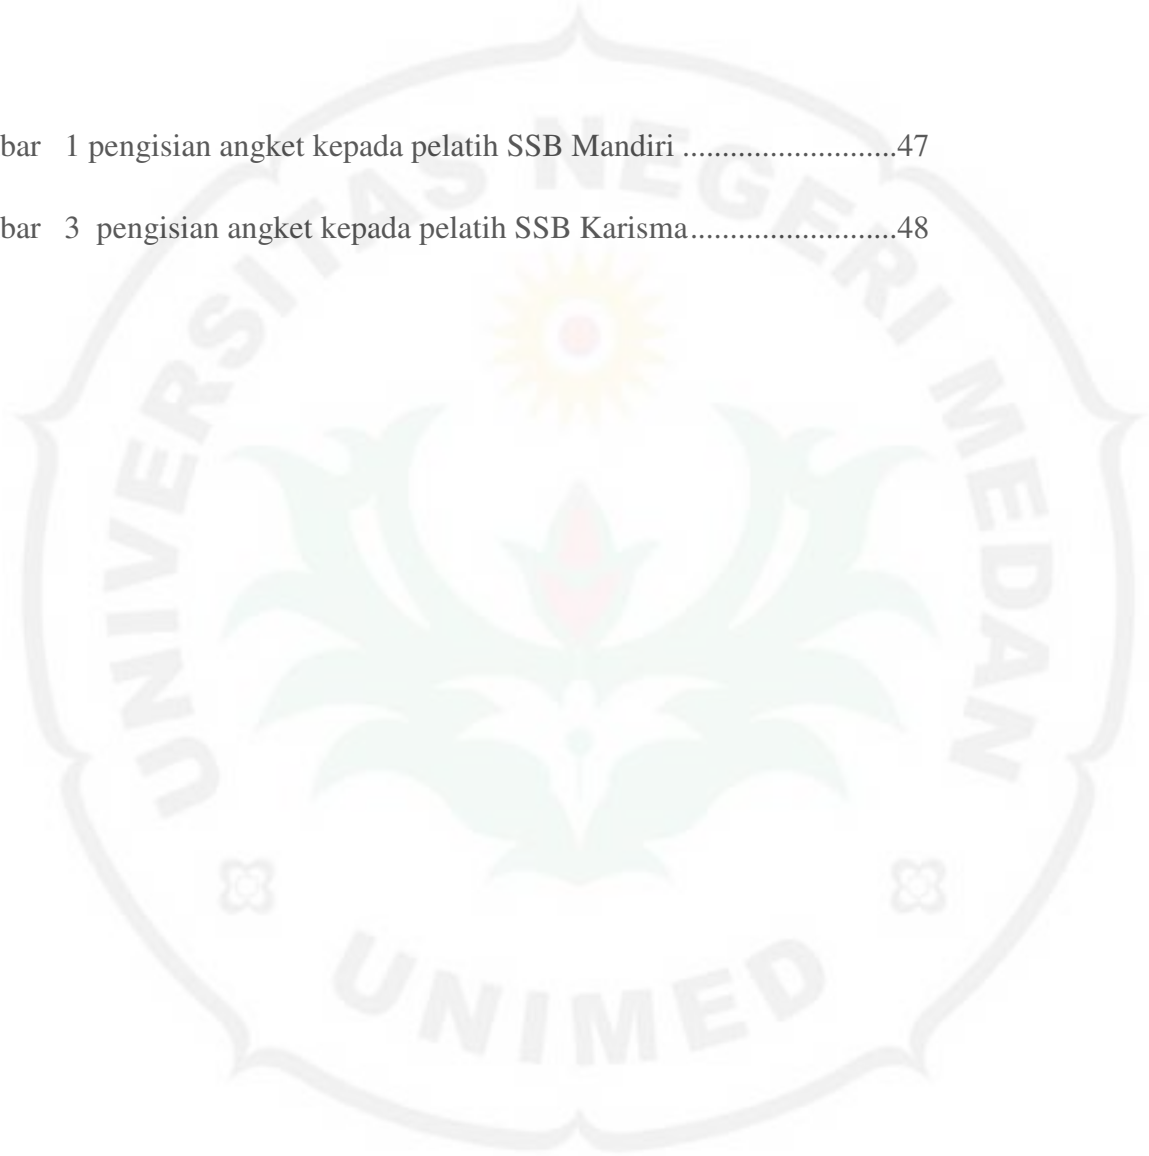 bar 1 pengisian angket kepada pelatih SSB Mandiri ...........................47
bar 3 pengisian angket kepada pelatih SSB Karisma..........................48
UNIVERSITAS NEGERI MEDAN
UNIMED